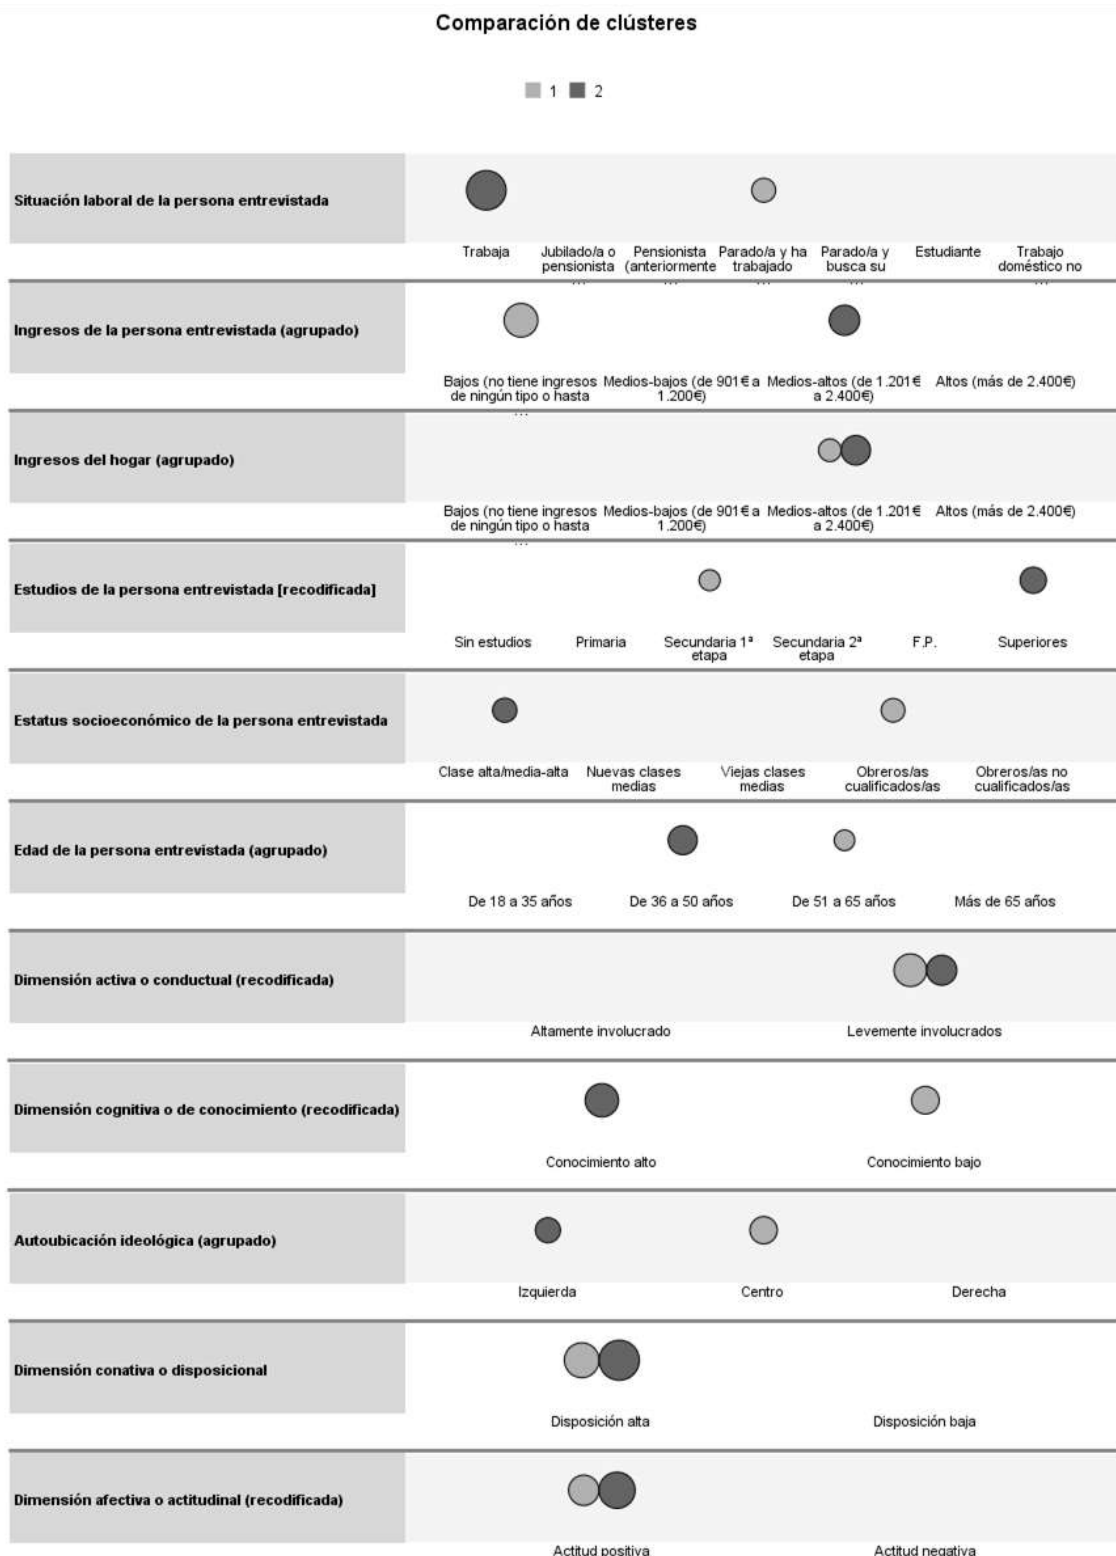 Comparación de clústeres
1 2
Situación laboral de la persona entrevistada
Trabaja
Jubilado/a o
pensionista
...
Pensionista
(anteriormente
...
Parado/a y ha
trabajado
...
Parado/a y
busca su
...
Estudiante
Trabajo
doméstico no
...
Ingresos de la persona entrevistada (agrupado)
Bajos (no tiene ingresos
de ningún tipo o hasta
...
Medios-bajos (de 901€ a
1.200€)
Medios-altos (de 1.201€
a 2.400€)
Altos (más de 2.400€)
Ingresos del hogar (agrupado)
Bajos (no tiene ingresos
de ningún tipo o hasta
...
Medios-bajos (de 901€ a
1.200€)
Medios-altos (de 1.201€
a 2.400€)
Altos (más de 2.400€)
Estudios de la persona entrevistada [recodificada]
Sin estudios
Primaria
Secundaria 1ª
etapa
Secundaria 2ª
etapa
F.P.
Superiores
Estatus socioeconómico de la persona entrevistada
Clase alta/media-alta
Nuevas clases
medias
Viejas clases
medias
Obreros/as
cualificados/as
Obreros/as no
cualificados/as
Edad de la persona entrevistada (agrupado)
De 18 a 35 años
De 36 a 50 años
De 51 a 65 años
Más de 65 años
Dimensión activa o conductual (recodificada)
Altamente involucrado
Levemente involucrados
Dimensión cognitiva o de conocimiento (recodificada)
Conocimiento alto
Conocimiento bajo
Autoubicación ideológica (agrupado)
Izquierda
Centro
Derecha
Dimensión conativa o disposicional
Disposición alta
Disposición baja
Dimensión afectiva o actitudinal (recodificada)
Actitud positiva
Actitud negativa